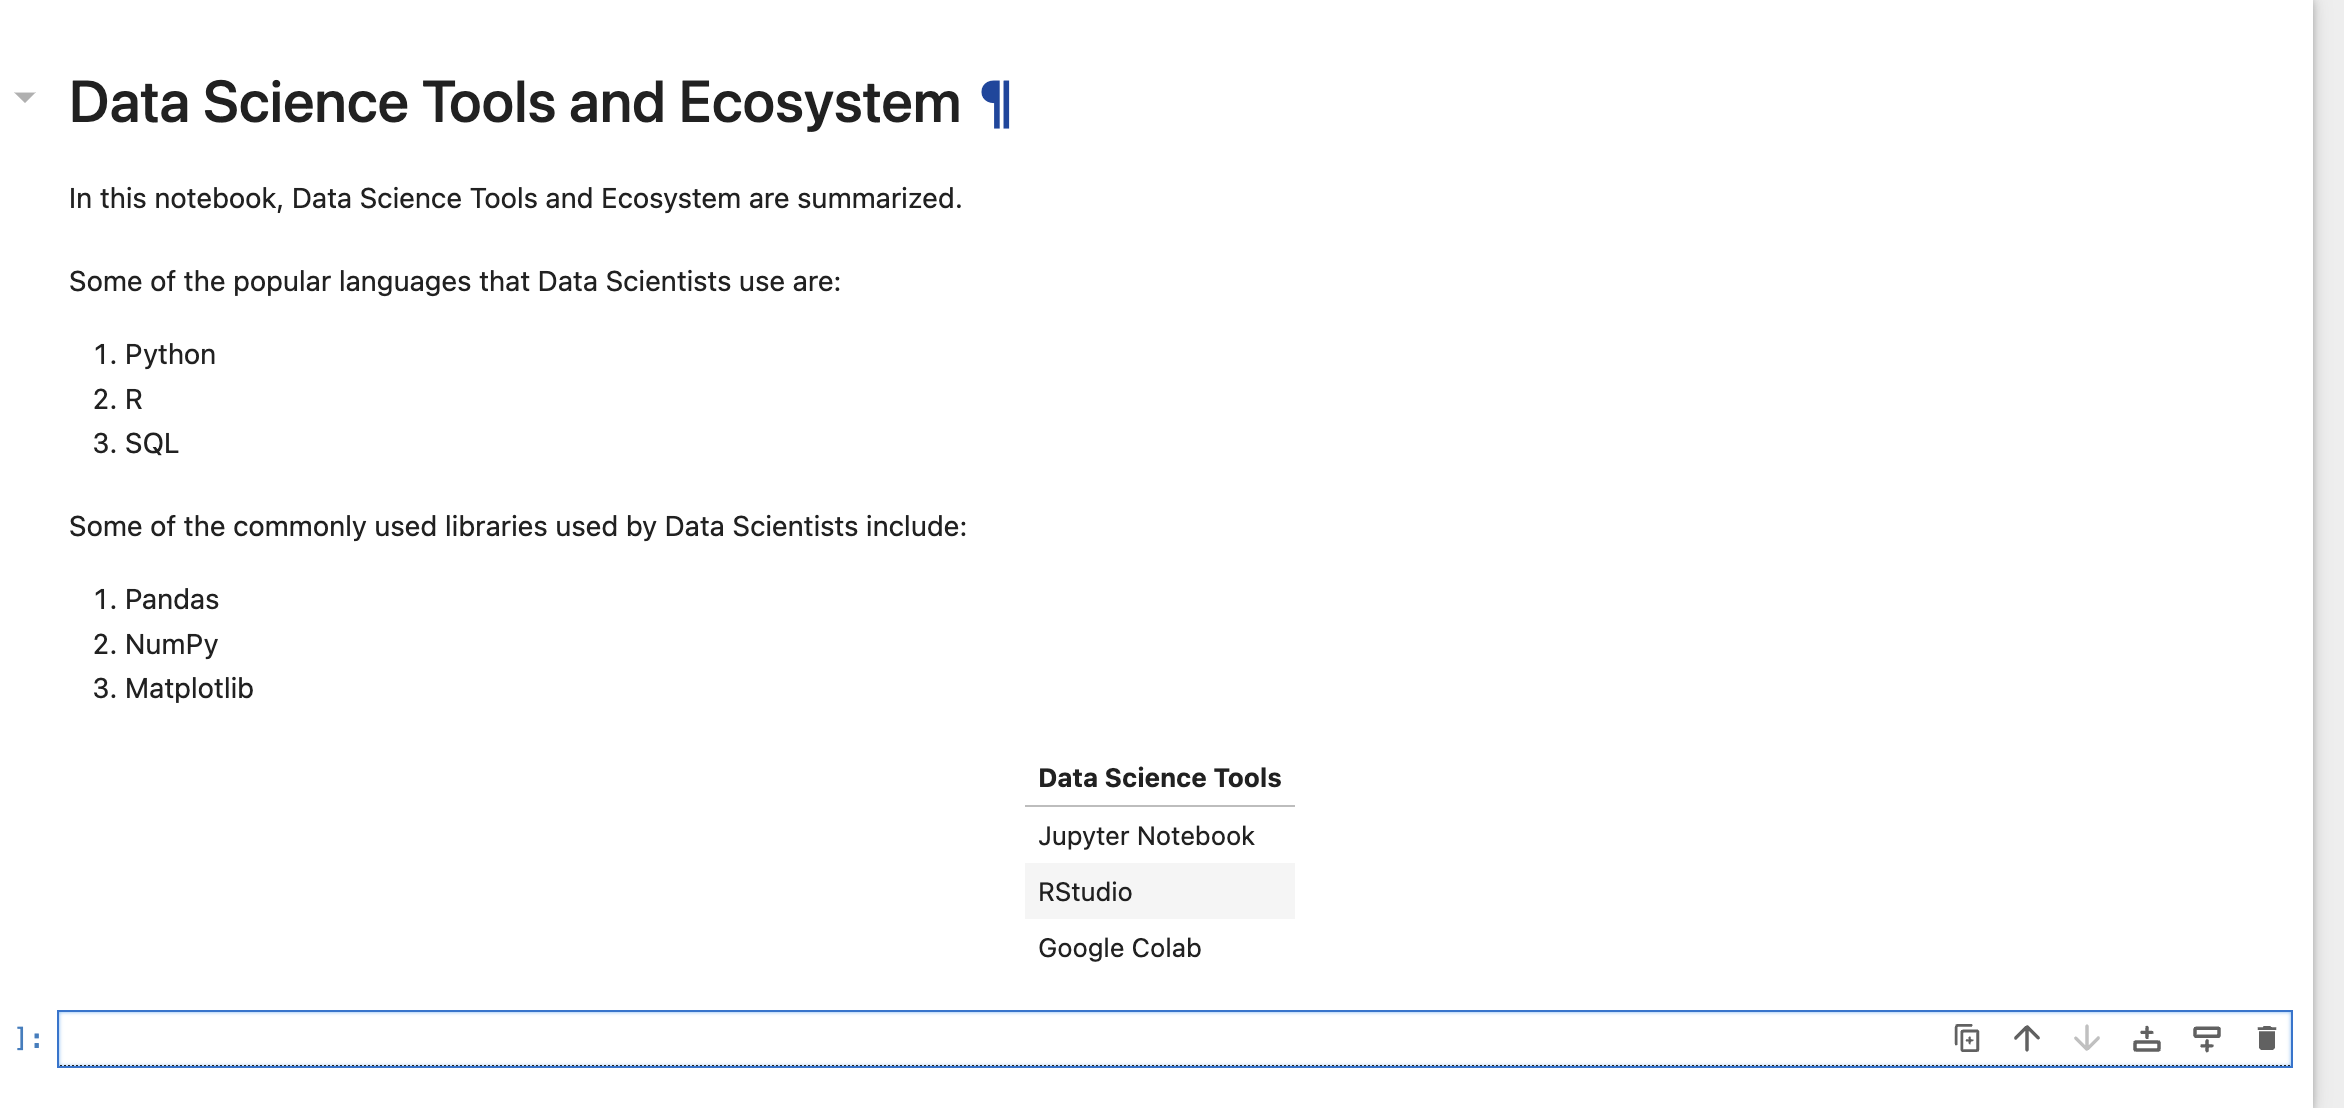 Data Science Tools and Ecosystem ¶
In this notebook, Data Science Tools and Ecosystem are summarized.
Some of the popular languages that Data Scientists use are:
1. Python
2. R
3. SQL
Some of the commonly used libraries used by Data Scientists include:
1. Pandas
2. NumPy
3. Matplotlib
Data Science Tools
Jupyter Notebook
RStudio
Google Colab
]: